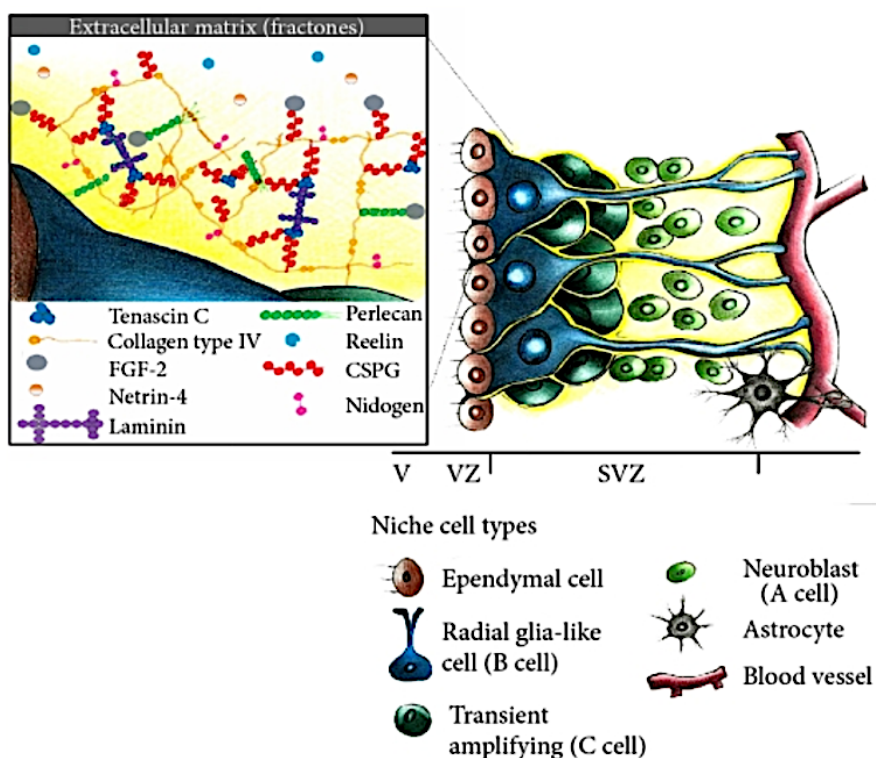 Extracellular matrix (fractones)
Tenascin C
Collagen type IV
FGF-2
Netrin-4
Laminin
Perlecan
Reelin
CSPG
Nidogen
V VZ SVZ
Niche cell types
Ependymal cell
Radial glia-like
cell (B cell)
Transient
amplifying (C cell)
Neuroblast
(A cell)
Astrocyte
Blood vessel